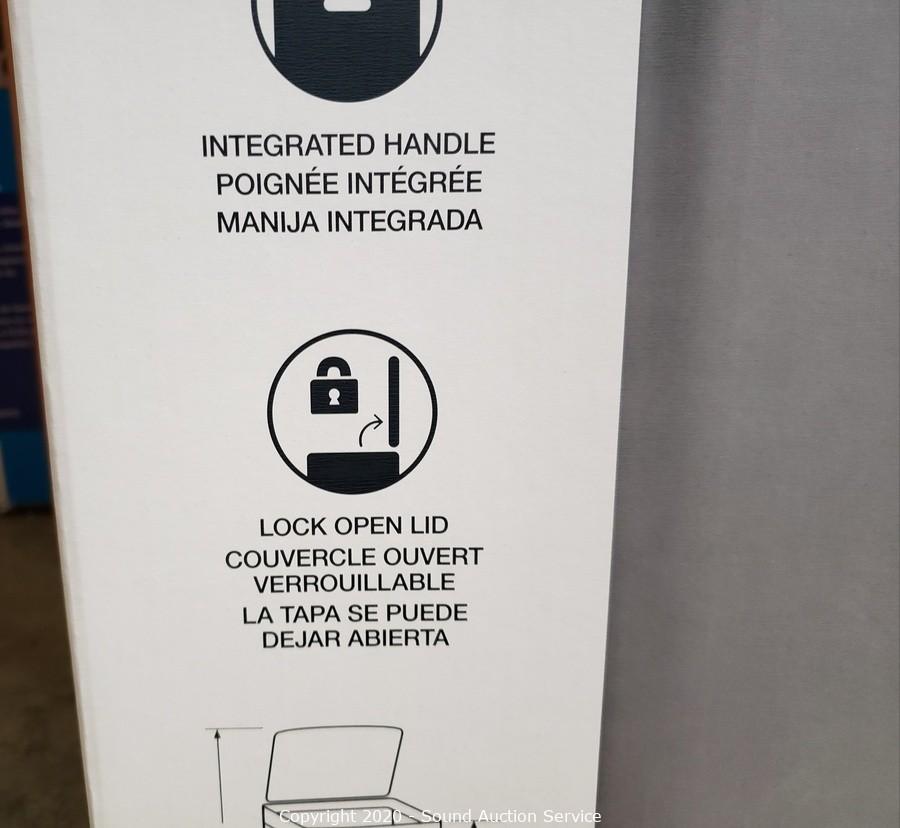 INTEGRATED HANDLE
POIGNÉE INTÉGRÉE
MANIJA INTEGRADA
LOCK OPEN LID
COUVERCLE OUVERT
VERROUILLABLE
LA TAPA SE PUEDE
DEJAR ABIERTA
Copyright 2020 - Sound Auction Service